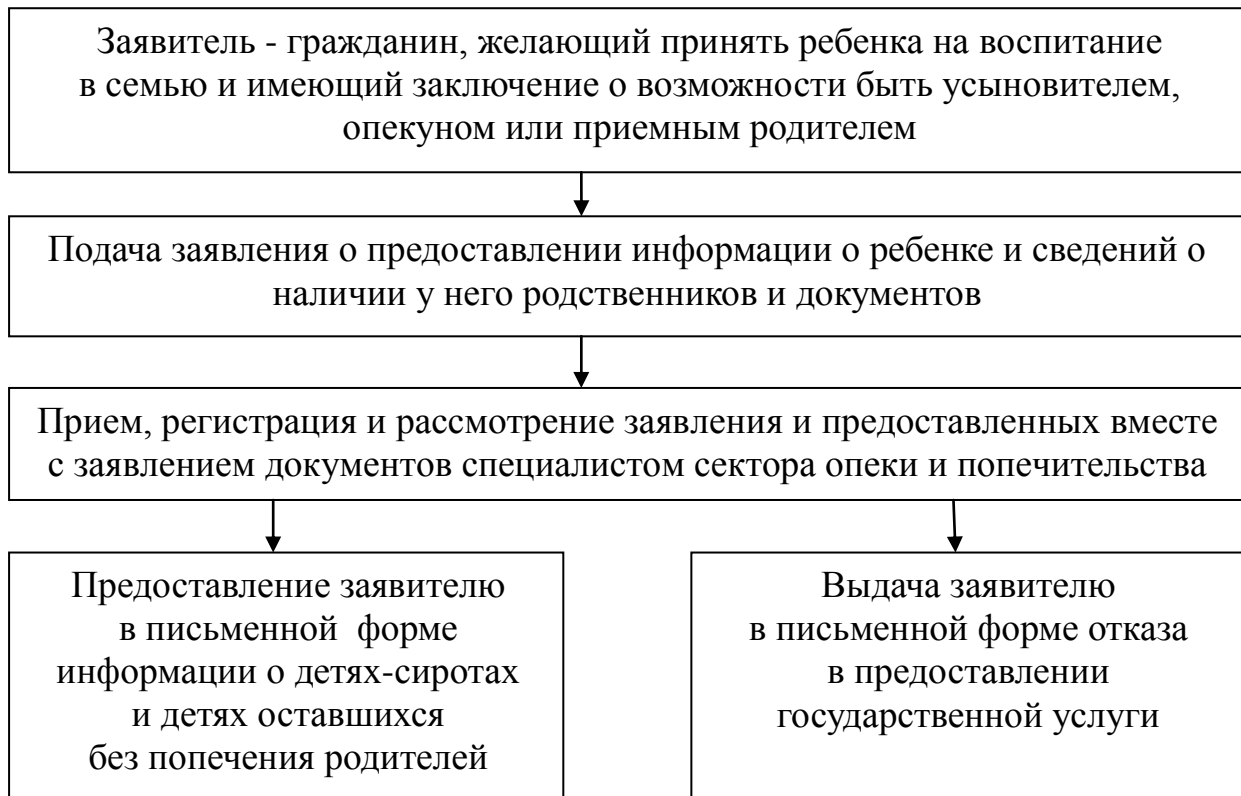 Заявитель - гражданин, желающий принять ребенка на воспитание
в семью и имеющий заключение о возможности быть усыновителем,
опекуном или приемным родителем
Подача заявления о предоставлении информации о ребенке и сведений о
наличии у него родственников и документов
Прием, регистрация и рассмотрение заявления и предоставленных вместе
с заявлением документов специалистом сектора опеки и попечительства
Предоставление заявителю
в письменной форме
информации о детях-сиротах
и детях оставшихся
без попечения родителей
Выдача заявителю
в письменной форме отказа
в предоставлении
государственной услуги